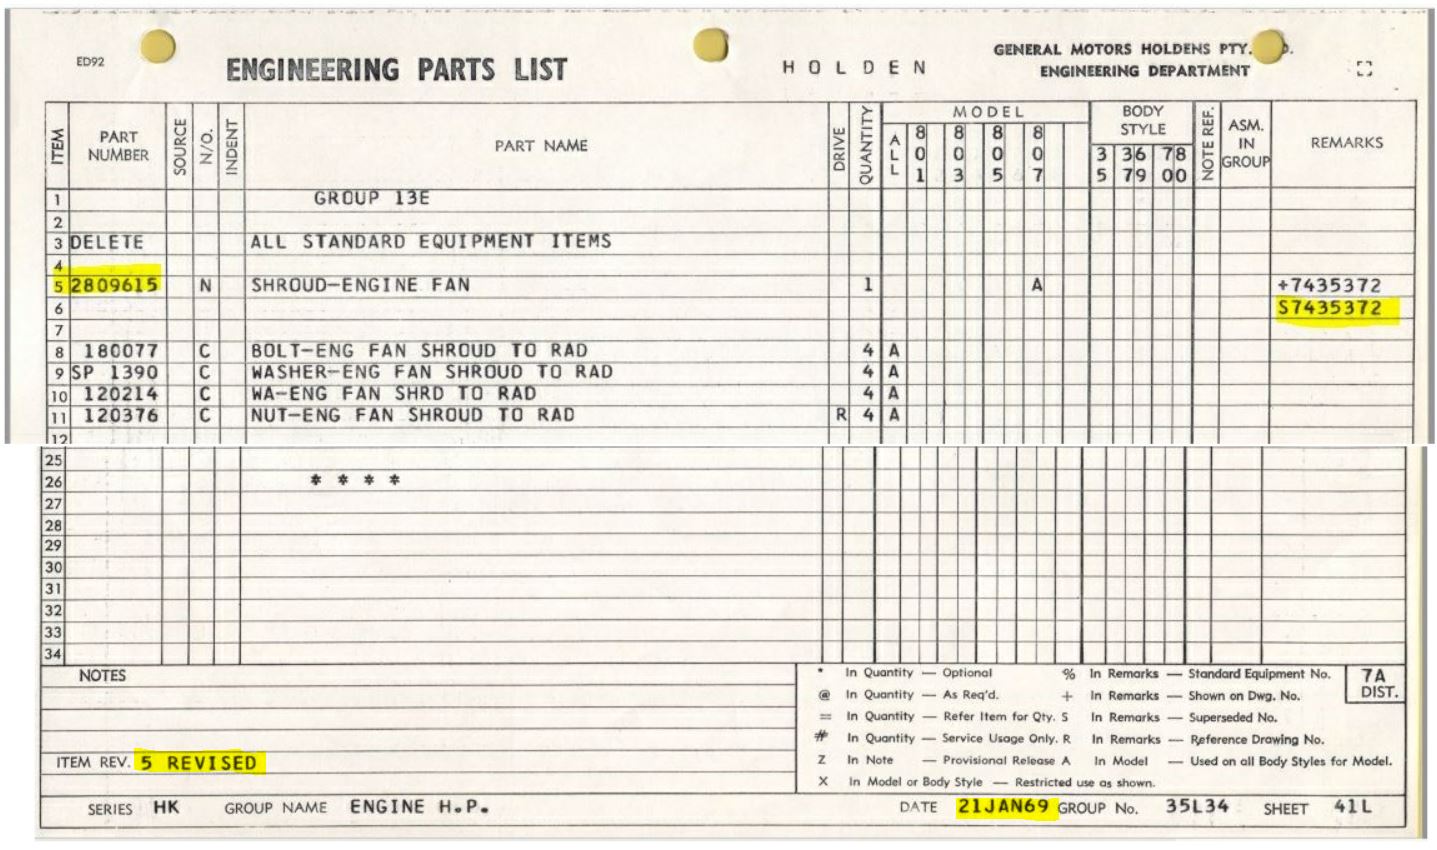 ED92
ENGINEERING PARTS LIST
HOLDEN
GENERAL MOTORS HOLDENS PTY.
ENGINEERING DEPARTMENT
ITEM PART NUMBER SOURCE N/O. INDENT PART NAME DRIVE QUANTITY MODEL ALL 801 803 805 807 BODY STYLE 35 3679 7800 NOTE REF. ASM. IN GROUP REMARKS
1 GROUP 13E
2
3 DELETE ALL STANDARD EQUIPMENT ITEMS
4
5 2809615 N SHROUD-ENGINE FAN 1 A +7435372
6 S7435372
7
8 180077 C BOLT-ENG FAN SHROUD TO RAD 4 A
9 SP 1390 C WASHER-ENG FAN SHROUD TO RAD 4 A
10 120214 C WA-ENG FAN SHRD TO RAD 4 A
11 120376 C NUT-ENG FAN SHROUD TO RAD R 4 A
12
25
26 * * * *
27
28
29
30
31
32
33
34
NOTES
ITEM REV. 5 REVISED
* In Quantity — Optional % In Remarks — Standard Equipment No.
@ In Quantity — As Req'd. + In Remarks — Shown on Dwg. No.
= In Quantity — Refer Item for Qty. S In Remarks — Superseded No.
# In Quantity — Service Usage Only. R In Remarks — Reference Drawing No.
Z In Note — Provisional Release A In Model — Used on all Body Styles for Model.
X In Model or Body Style — Restricted use as shown.
7A DIST.
SERIES HK GROUP NAME ENGINE H.P. DATE 21JAN69 GROUP No. 35L34 SHEET 41L